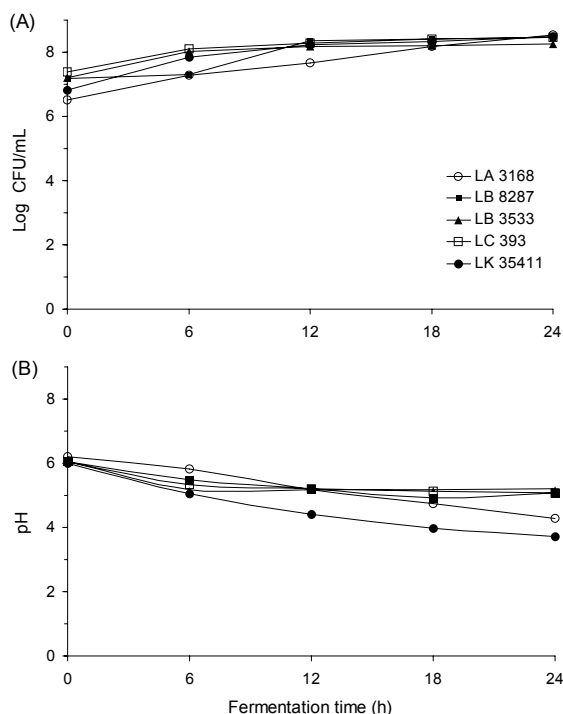 (A)
8
6
4
2
0
Log CFU/mL
LA 3168
LB 8287
LB 3533
LC 393
LK 35411
0 6 12 18 24
(B)
8
6
4
2
0
pH
0 6 12 18 24
Fermentation time (h)